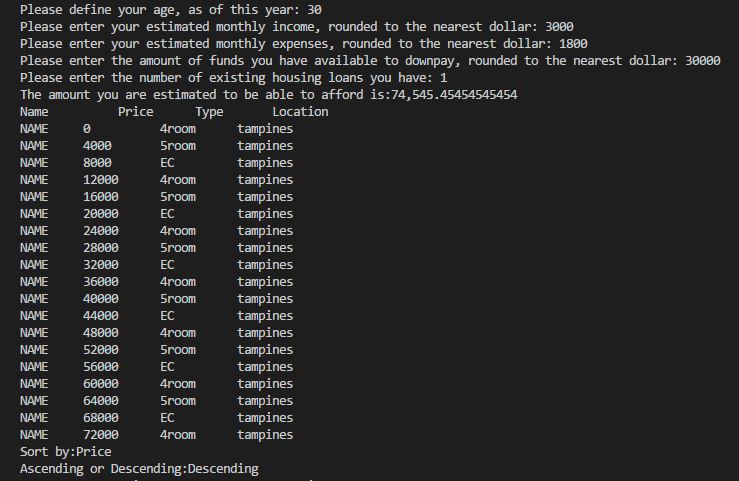 Please define your age, as of this year: 30
Please enter your estimated monthly income, rounded to the nearest dollar: 3000
Please enter your estimated monthly expenses, rounded to the nearest dollar: 1800
Please enter the amount of funds you have available to downpay, rounded to the nearest dollar: 30000
Please enter the number of existing housing loans you have: 1
The amount you are estimated to be able to afford is:74,545.45454545454
Name Price Type Location
NAME 0 4room tampines
NAME 4000 5room tampines
NAME 8000 EC tampines
NAME 12000 4room tampines
NAME 16000 5room tampines
NAME 20000 EC tampines
NAME 24000 4room tampines
NAME 28000 5room tampines
NAME 32000 EC tampines
NAME 36000 4room tampines
NAME 40000 5room tampines
NAME 44000 EC tampines
NAME 48000 4room tampines
NAME 52000 5room tampines
NAME 56000 EC tampines
NAME 60000 4room tampines
NAME 64000 5room tampines
NAME 68000 EC tampines
NAME 72000 4room tampines
Sort by:Price
Ascending or Descending:Descending